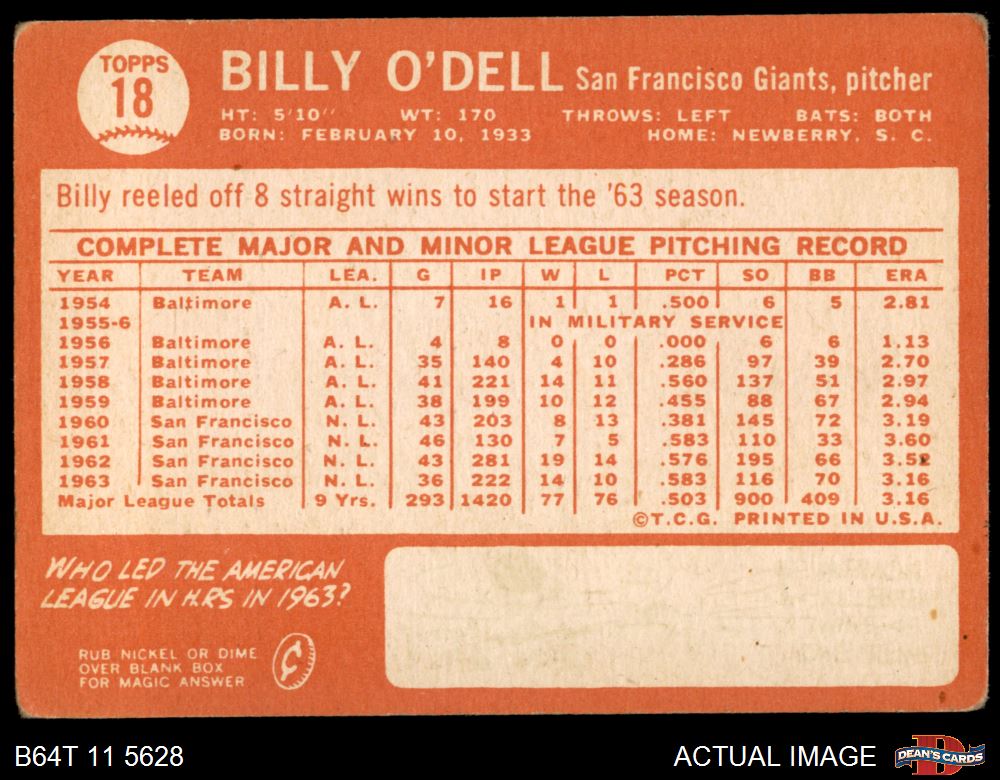 TOPPS
18
BILLY O'DELL San Francisco Giants, pitcher
HT: 5'10'' WT: 170 THROWS: LEFT BATS: BOTH
BORN: FEBRUARY 10, 1933 HOME: NEWBERRY, S. C.
Billy reeled off 8 straight wins to start the '63 season.
COMPLETE MAJOR AND MINOR LEAGUE PITCHING RECORD
YEAR TEAM LEA. G IP W L PCT SO BB ERA
1954 Baltimore A. L. 7 16 1 1 .500 6 5 2.81
1955-6 IN MILITARY SERVICE
1956 Baltimore A. L. 4 8 0 0 .000 6 6 1.13
1957 Baltimore A. L. 35 140 4 10 .286 97 39 2.70
1958 Baltimore A. L. 41 221 14 11 .560 137 51 2.97
1959 Baltimore A. L. 38 199 10 12 .455 88 67 2.94
1960 San Francisco N. L. 43 203 8 13 .381 145 72 3.19
1961 San Francisco N. L. 46 130 7 5 .583 110 33 3.60
1962 San Francisco N. L. 43 281 19 14 .576 195 66 3.52
1963 San Francisco N. L. 36 222 14 10 .583 116 70 3.16
Major League Totals 9 Yrs. 293 1420 77 76 .503 900 409 3.16
©T.C.G. PRINTED IN U.S.A.
WHO LED THE AMERICAN
LEAGUE IN H.RS IN 1963?
RUB NICKEL OR DIME
OVER BLANK BOX
FOR MAGIC ANSWER
¢
B64T 11 5628
ACTUAL IMAGE
D
DEAN'S CARDS